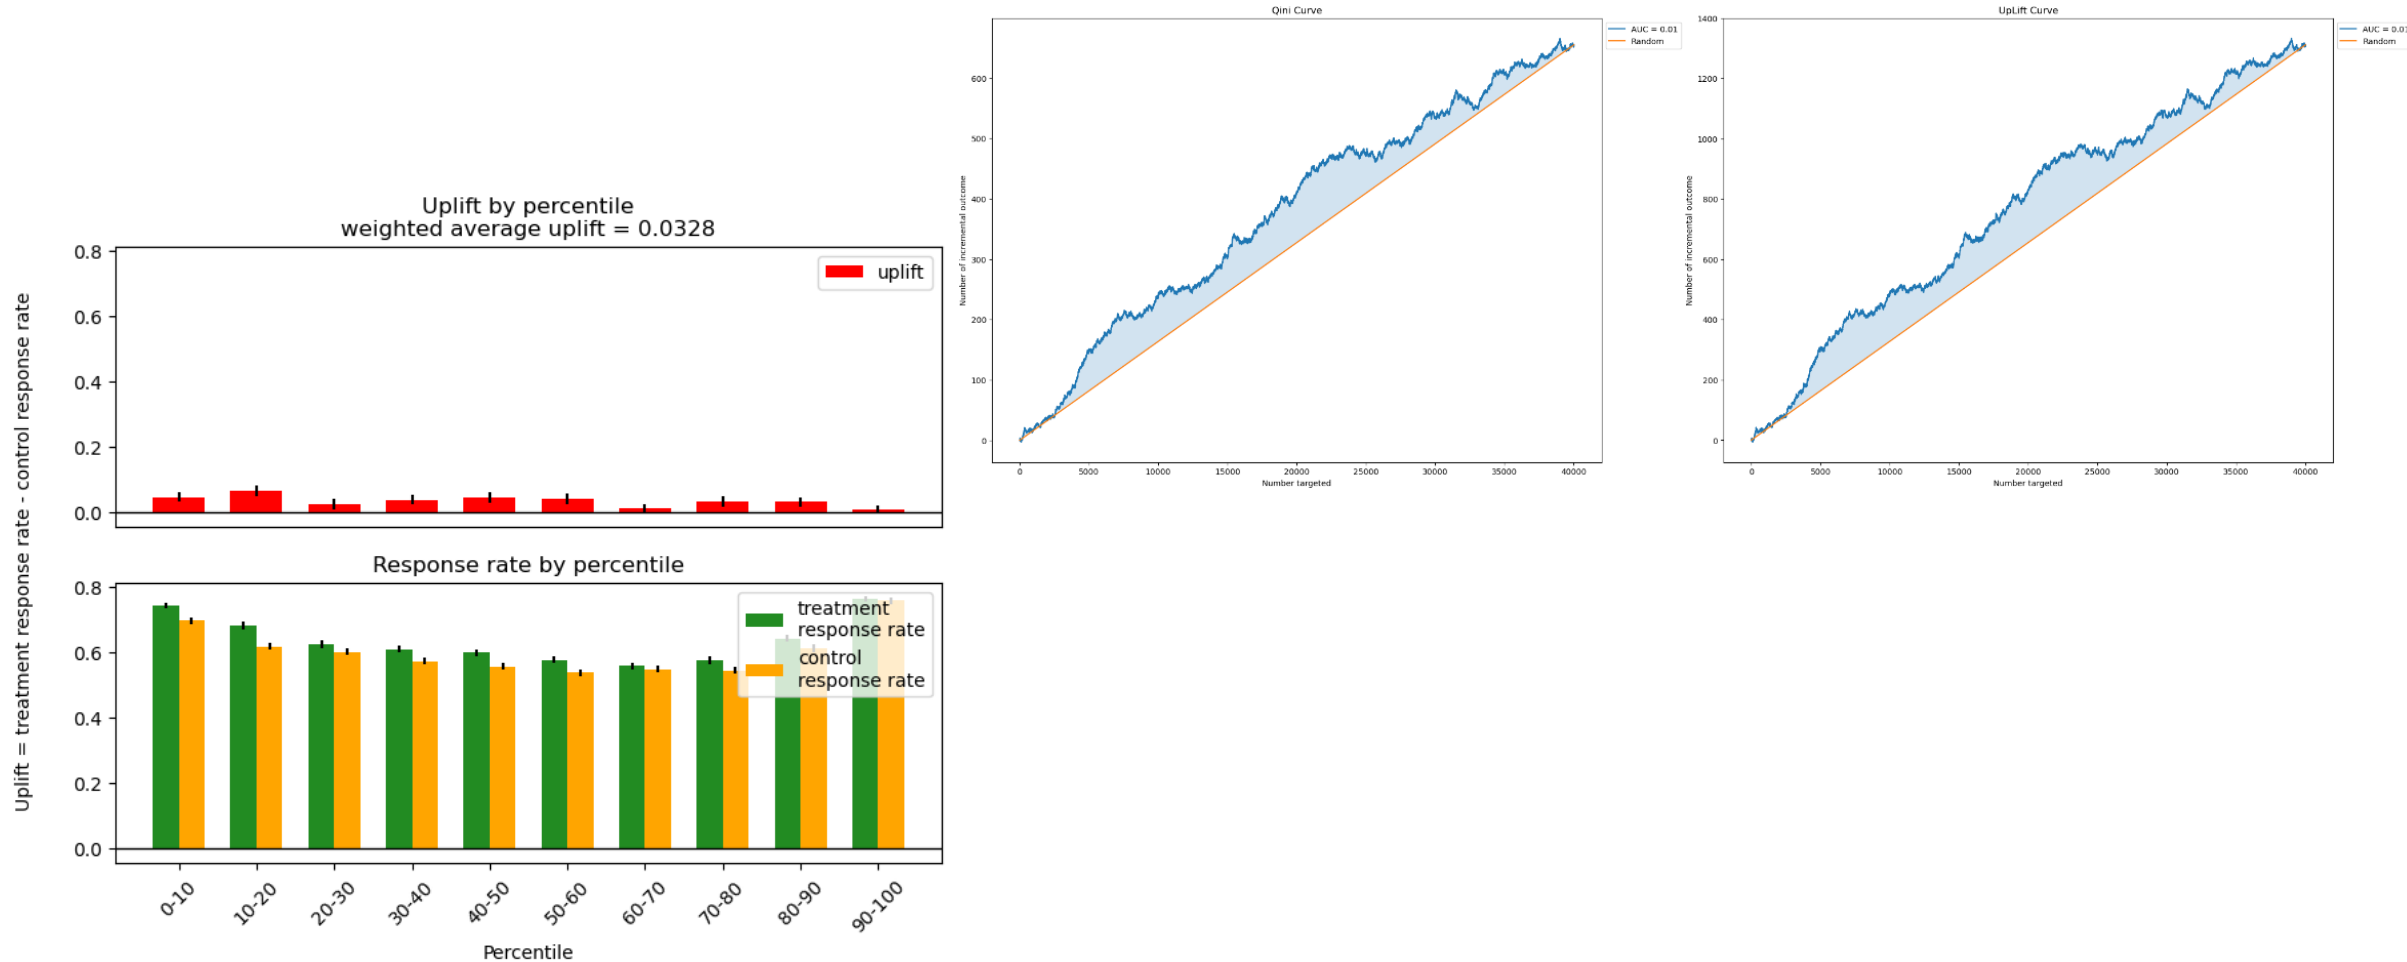 Uplift by percentile
weighted average uplift = 0.0328
0.8
0.6
0.4
0.2
0.0
uplift
Uplift = treatment response rate - control response rate
Response rate by percentile
0.8
0.6
0.4
0.2
0.0
treatment
response rate
control
response rate
0-10
10-20
20-30
30-40
40-50
50-60
60-70
70-80
80-90
90-100
Percentile
Qini Curve
AUC = 0.01
Random
Number of incremental outcome
600
500
400
300
200
100
0
0
5000
10000
15000
20000
25000
30000
35000
40000
Number targeted
UpLift Curve
AUC = 0.01
Random
Number of incremental outcome
1400
1200
1000
800
600
400
200
0
0
5000
10000
15000
20000
25000
30000
35000
40000
Number targeted